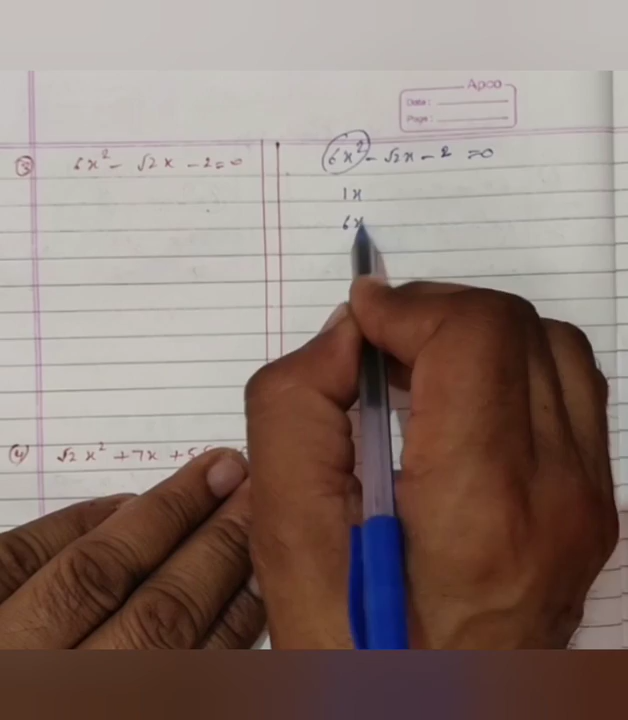 Apco
Date :
Page :
③ 6x² - √2x - 2 = 0
6x² - √2x - 2 = 0
1x
6x
④ √2x² + 7x + 5